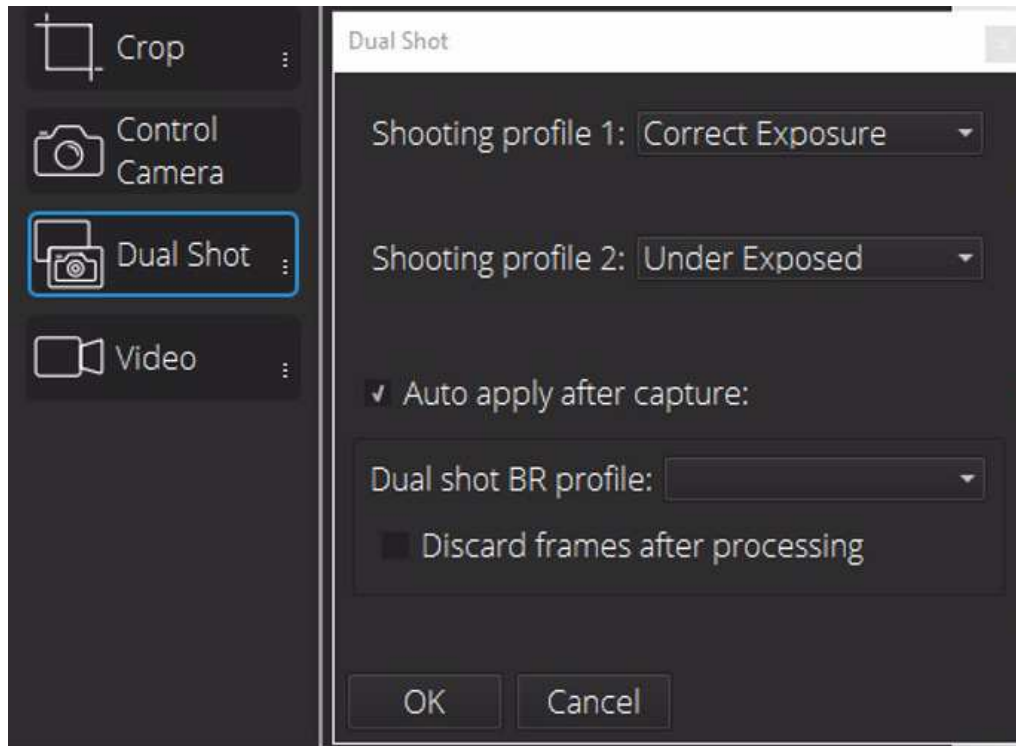 Crop
Control
Camera
Dual Shot
Video
Dual Shot
Shooting profile 1: Correct Exposure
Shooting profile 2: Under Exposed
Auto apply after capture:
Dual shot BR profile:
Discard frames after processing
OK
Cancel